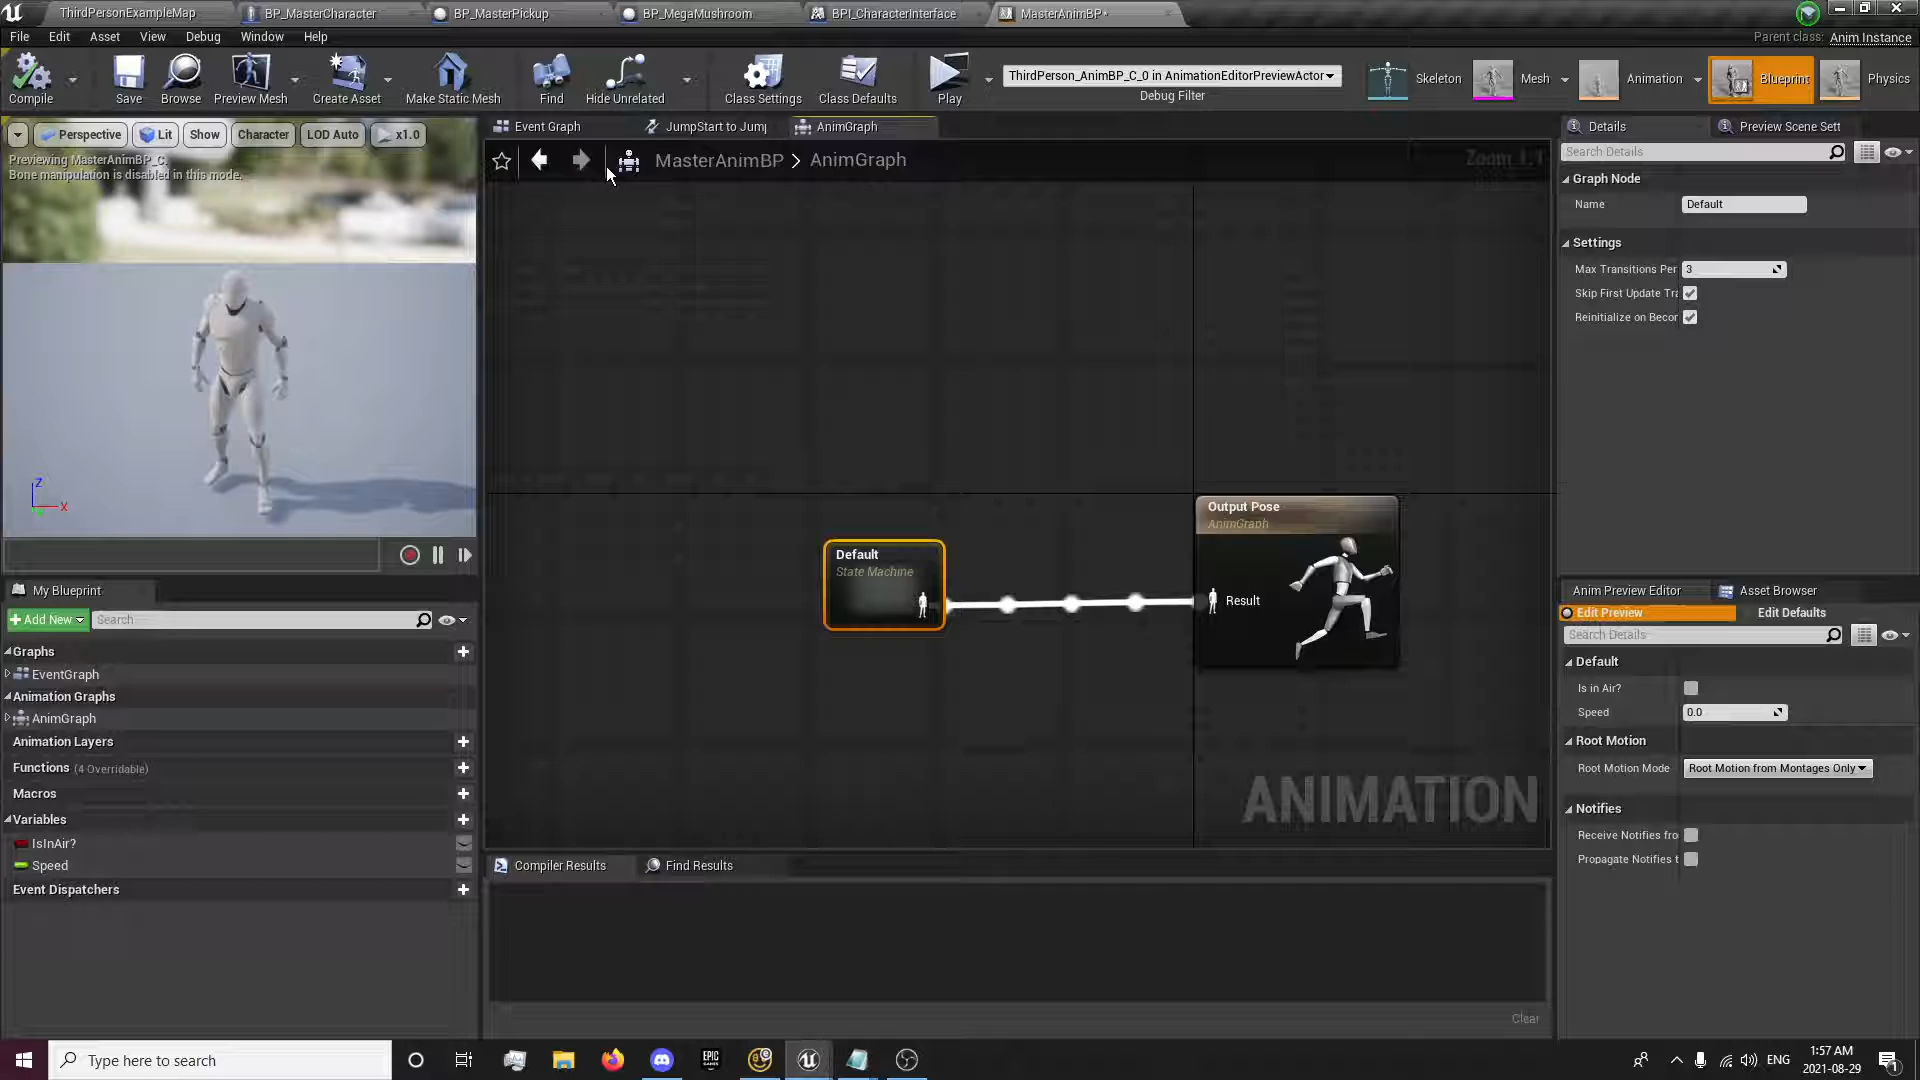 ThirdPersonExampleMap
BP_MasterCharacter
BP_MasterPickup
BP_MegaMushroom
BPI_CharacterInterface
MasterAnimBP*
File Edit Asset View Debug Window Help
Parent class: Anim Instance
Compile
Save
Browse
Preview Mesh
Create Asset
Make Static Mesh
Find
Hide Unrelated
Class Settings
Class Defaults
Play
ThirdPerson_AnimBP_C_0 in AnimationEditorPreviewActor
Debug Filter
Skeleton
Mesh
Animation
Blueprint
Physics
Perspective
Lit
Show
Character
LOD Auto
x1.0
Previewing MasterAnimBP_C.
Bone manipulation is disabled in this mode.
Z
X
Event Graph
JumpStart to Jump
AnimGraph
MasterAnimBP > AnimGraph
Zoom 1:1
Default
State Machine
Output Pose
AnimGraph
Result
ANIMATION
Details
Preview Scene Sett
Search Details
Graph Node
Name
Default
Settings
Max Transitions Per
3
Skip First Update Tra
Reinitialize on Becor
My Blueprint
+ Add New
Search
Graphs
EventGraph
Animation Graphs
AnimGraph
Animation Layers
Functions (4 Overridable)
Macros
Variables
IsInAir?
Speed
Event Dispatchers
Compiler Results
Find Results
Clear
Anim Preview Editor
Asset Browser
Edit Preview
Edit Defaults
Search Details
Default
Is in Air?
Speed
0.0
Root Motion
Root Motion Mode
Root Motion from Montages Only
Notifies
Receive Notifies fro
Propagate Notifies t
Type here to search
EPIC
GAMES
ENG
1:57 AM
2021-08-29
1